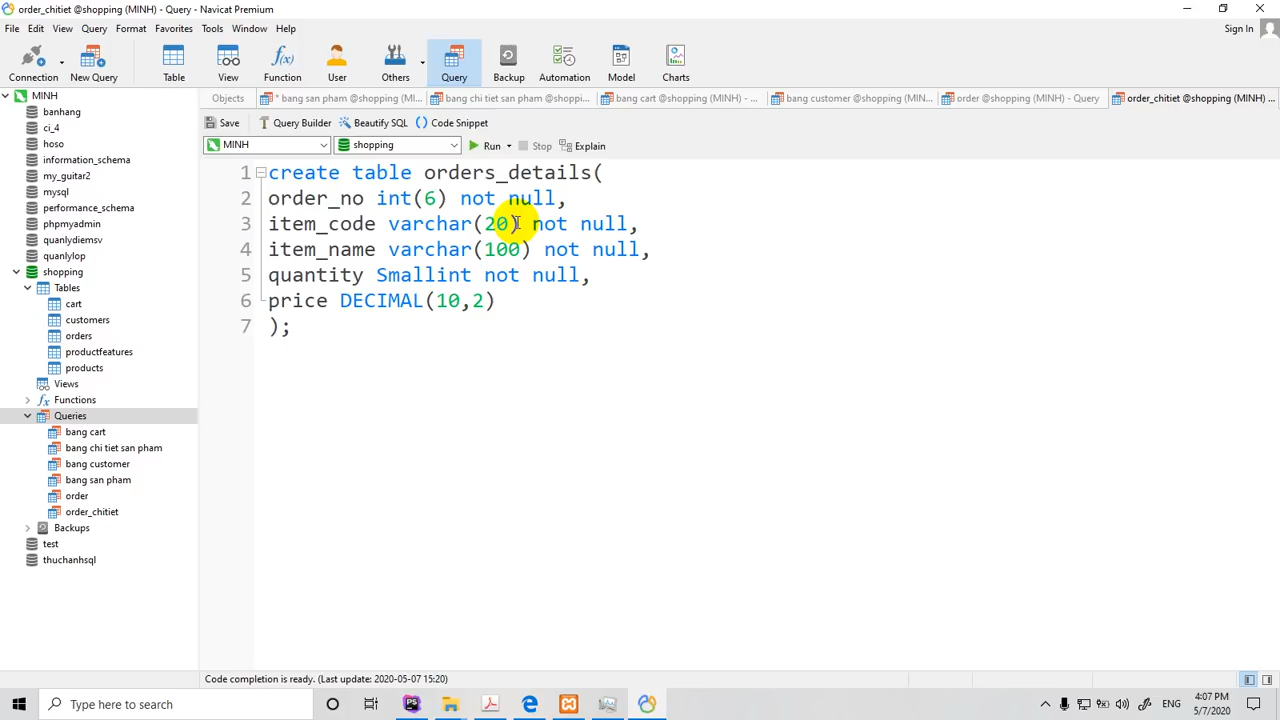 order_chitiet @shopping (MINH) - Query - Navicat Premium
File Edit View Query Format Favorites Tools Window Help
Sign In
Connection New Query Table View Function User Others Query Backup Automation Model Charts
MINH
banhang
ci_4
hoso
information_schema
my_guitar2
mysql
performance_schema
phpmyadmin
quanlydiemsv
quanlylop
shopping
Tables
cart
customers
orders
productfeatures
products
Views
Functions
Queries
bang cart
bang chi tiet san pham
bang customer
bang san pham
order
order_chitiet
Backups
test
thuchanhsql
Objects * bang san pham @shopping (MI... bang chi tiet san pham @shoppi... bang cart @shopping (MINH) - ... bang customer @shopping (MIN... order @shopping (MINH) - Query order_chitiet @shopping (MINH) ...
Save Query Builder Beautify SQL () Code Snippet
MINH shopping Run Stop Explain
1 create table orders_details(
2 order_no int(6) not null,
3 item_code varchar(20) not null,
4 item_name varchar(100) not null,
5 quantity Smallint not null,
6 price DECIMAL(10,2)
7 );
Code completion is ready. (Last update: 2020-05-07 15:20)
Type here to search
PS
ENG
4:07 PM
5/7/2020